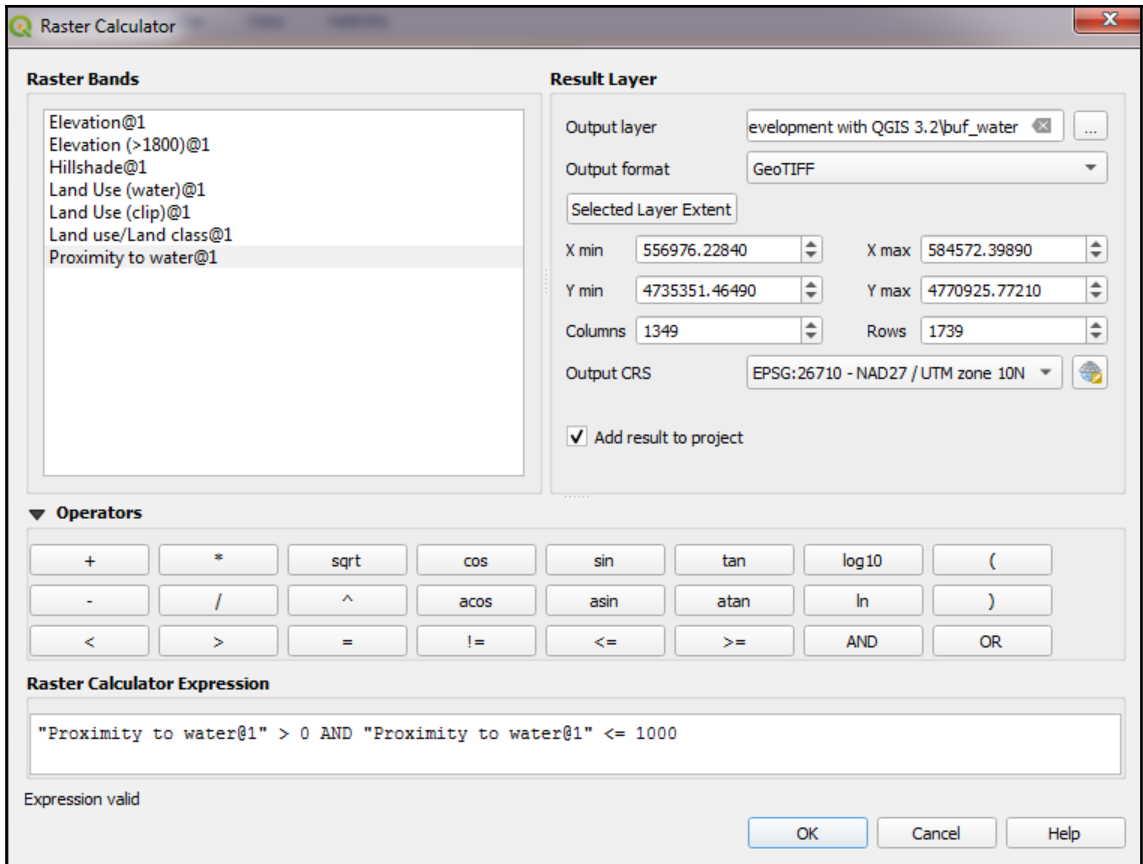 Raster Calculator
Raster Bands
Elevation@1
Elevation (>1800)@1
Hillshade@1
Land Use (water)@1
Land Use (clip)@1
Land use/Land class@1
Proximity to water@1
Result Layer
Output layer evelopment with QGIS 3.2\buf_water ...
Output format GeoTIFF
Selected Layer Extent
X min 556976.22840 X max 584572.39890
Y min 4735351.46490 Y max 4770925.77210
Columns 1349 Rows 1739
Output CRS EPSG:26710 - NAD27 / UTM zone 10N
Add result to project
Operators
+ * sqrt cos sin tan log10 (
- / ^ acos asin atan ln )
< > = != <= >= AND OR
Raster Calculator Expression
"Proximity to water@1" > 0 AND "Proximity to water@1" <= 1000
Expression valid
OK Cancel Help